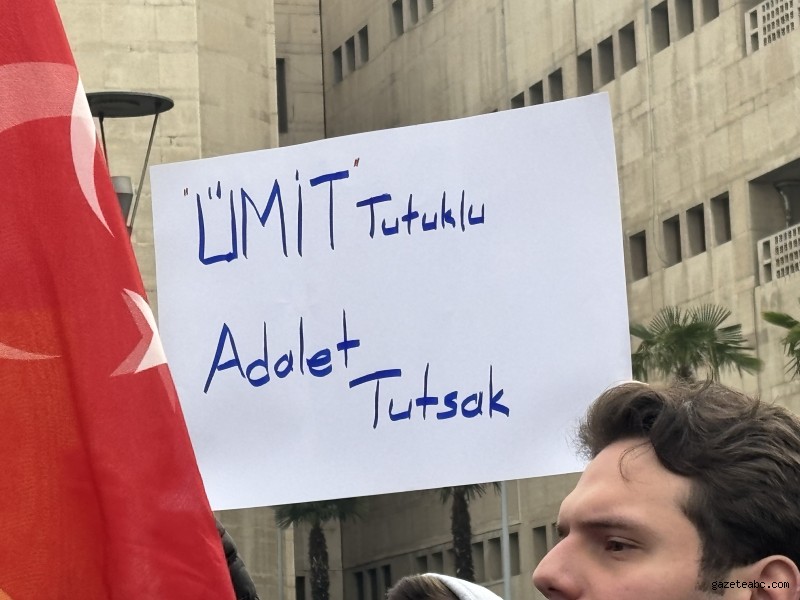 "ÜMİT" Tutuklu
Adalet
Tutsak
gazeteabc.com